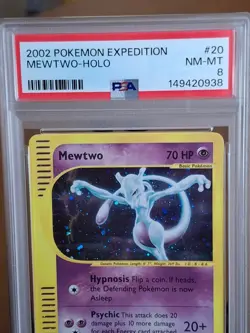 2002 POKEMON EXPEDITION #20
MEWTWO-HOLO NM-MT
PSA 8
149420938
Mewtwo 70 HP
Basic Pokémon
Hypnosis Flip a coin. If heads,
the Defending Pokémon is now
Asleep.
Psychic This attack does 20
damage plus 10 more damage 20+
for each Energy card attached